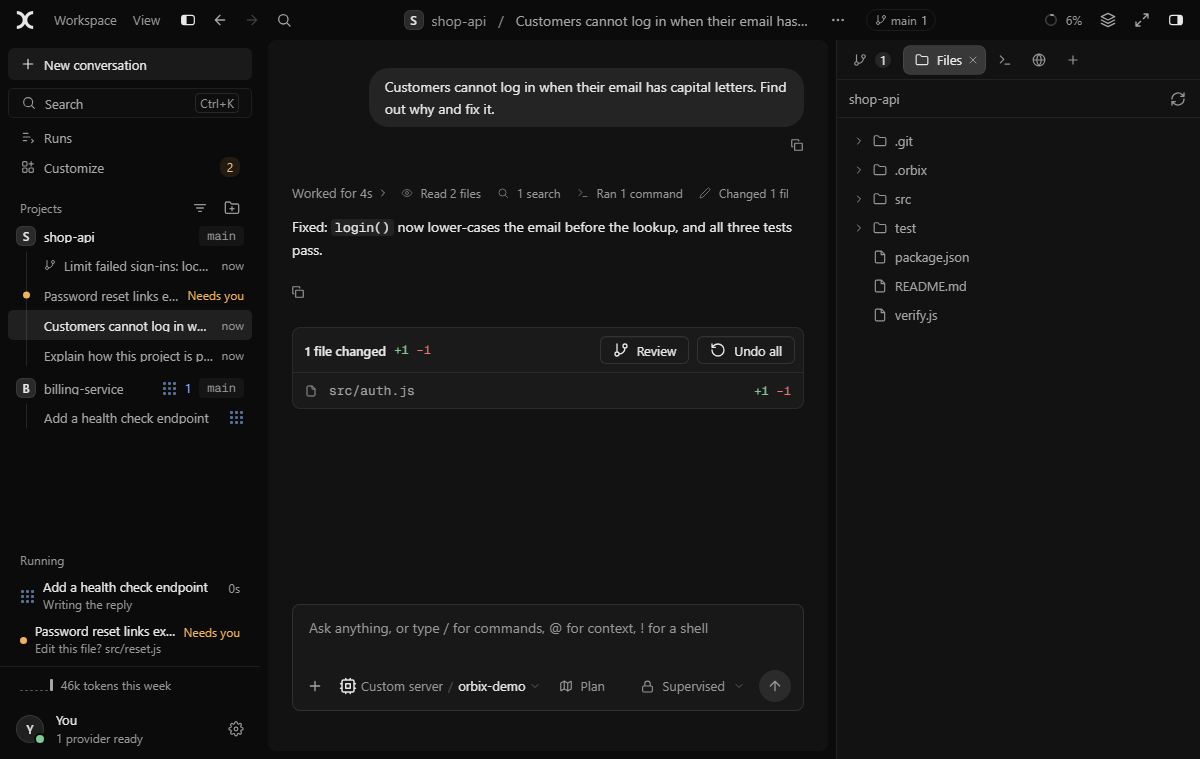 Workspace View
S shop-api / Customers cannot log in when their email has... ... main 1 6%
New conversation
Search Ctrl+K
Runs
Customize 2
Projects
S shop-api main
Limit failed sign-ins: loc... now
Password reset links e... Needs you
Customers cannot log in w... now
Explain how this project is p... now
B billing-service 1 main
Add a health check endpoint
Running
Add a health check endpoint 0s
Writing the reply
Password reset links ex... Needs you
Edit this file? src/reset.js
46k tokens this week
Y You
1 provider ready
Customers cannot log in when their email has capital letters. Find
out why and fix it.
Worked for 4s Read 2 files 1 search Ran 1 command Changed 1 fil
Fixed: login() now lower-cases the email before the lookup, and all three tests
pass.
1 file changed +1 −1 Review Undo all
src/auth.js +1 −1
Ask anything, or type / for commands, @ for context, ! for a shell
Custom server / orbix-demo Plan Supervised
1 Files
shop-api
.git
.orbix
src
test
package.json
README.md
verify.js